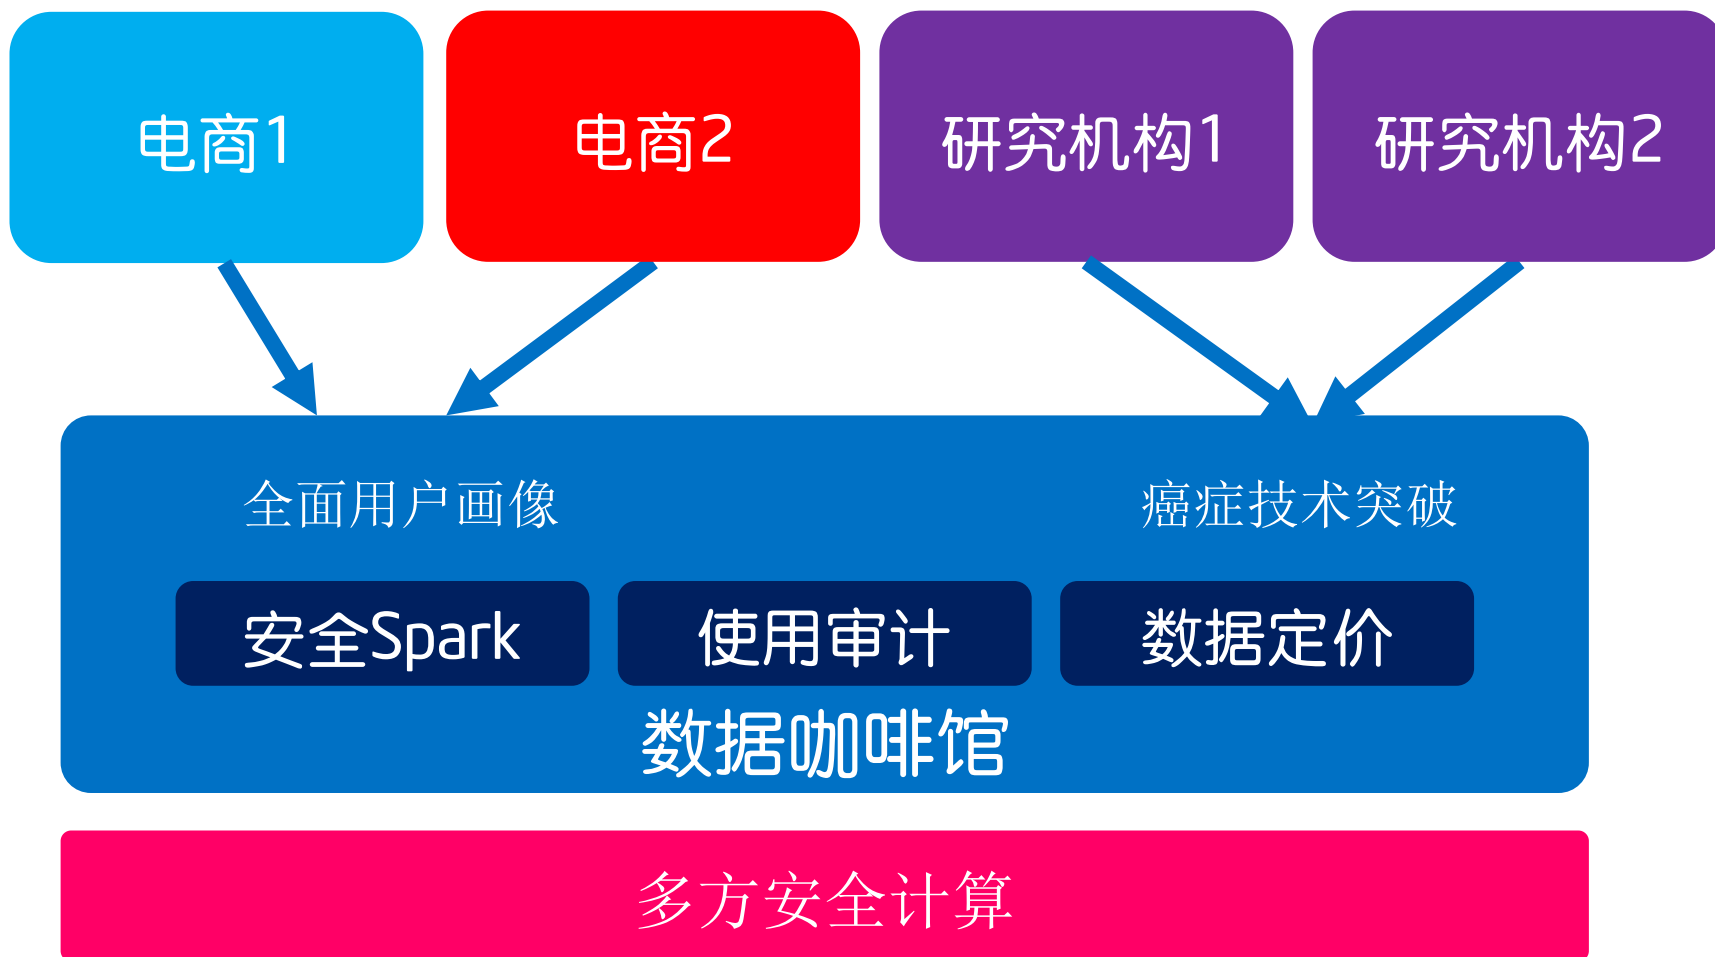 电商1
电商2
研究机构1
研究机构2
全面用户画像
癌症技术突破
安全Spark
使用审计
数据定价
数据咖啡馆
多方安全计算